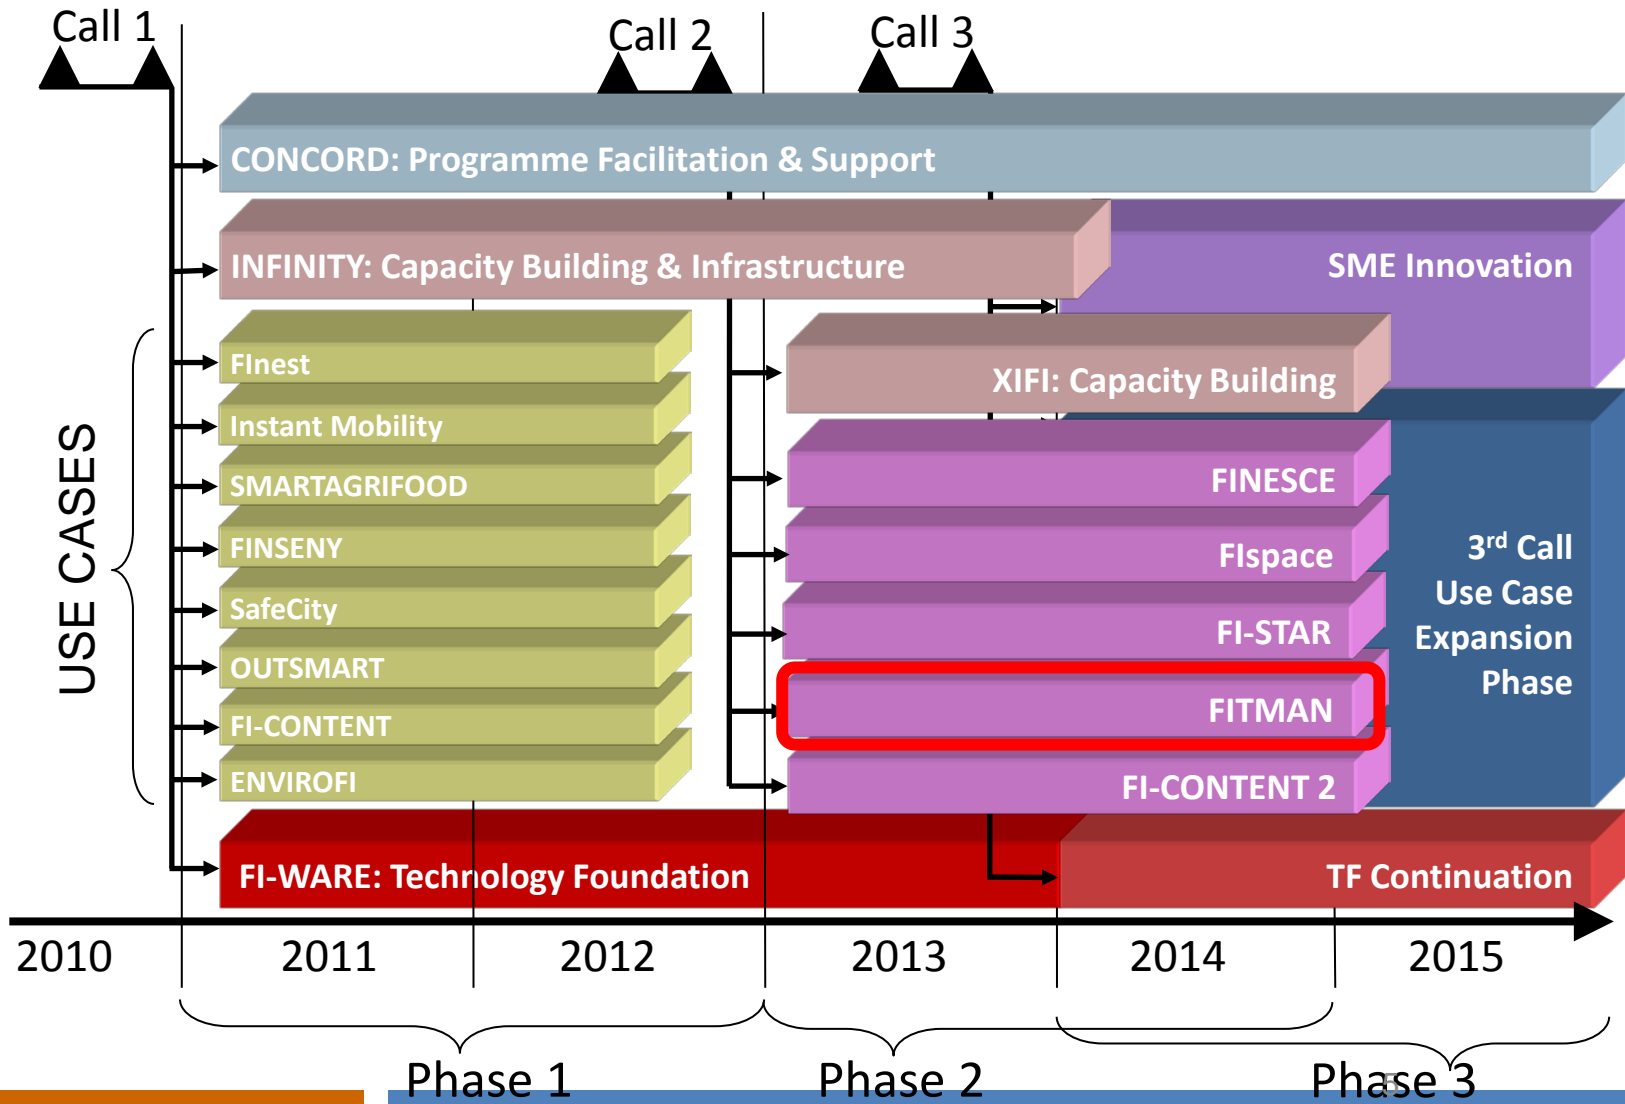 Call 1
Call 2
Call 3
CONCORD: Programme Facilitation & Support
INFINITY: Capacity Building & Infrastructure
SME Innovation
USE CASES
FInest
Instant Mobility
SMARTAGRIFOOD
FINSENY
SafeCity
OUTSMART
FI-CONTENT
ENVIROFI
XIFI: Capacity Building
FINESCE
FIspace
FI-STAR
FITMAN
FI-CONTENT 2
3rd Call
Use Case
Expansion
Phase
FI-WARE: Technology Foundation
TF Continuation
2010
2011
2012
2013
2014
2015
Phase 1
Phase 2
Phase 3
5